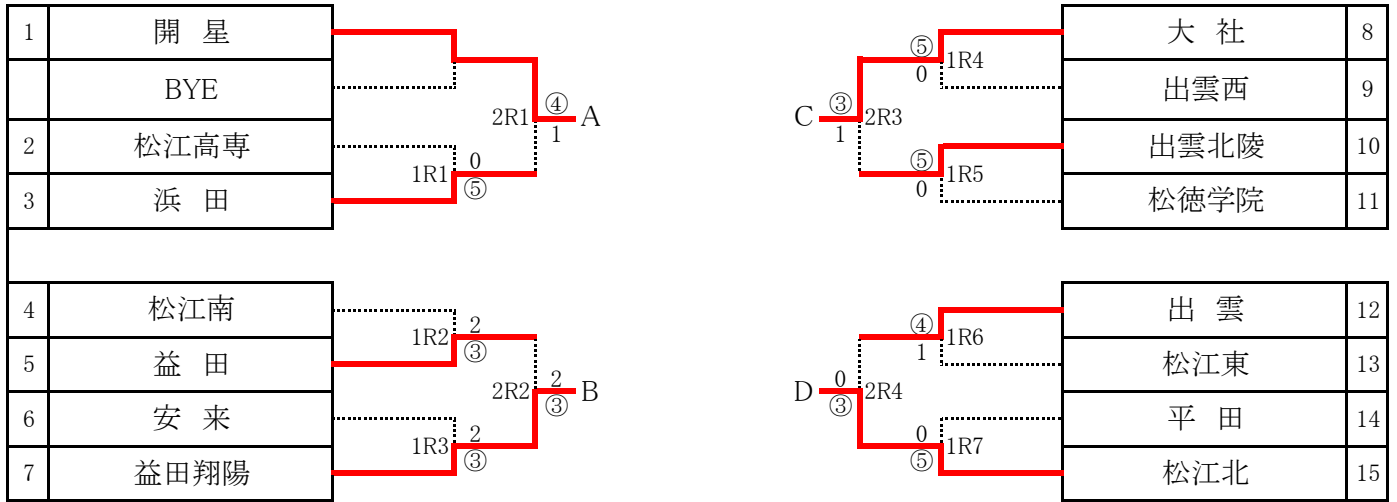 1 開 星
BYE
2 松江高専
3 浜 田
2R1 ④ A
1
1R1 0
⑤
4 松江南
5 益 田
6 安 来
7 益田翔陽
1R2 2
③
2R2 2 B
③
1R3 2
③
大 社 8
出雲西 9
出雲北陵 10
松徳学院 11
⑤ 1R4
0
C ③ 2R3
1
⑤ 1R5
0
出 雲 12
松江東 13
平 田 14
松江北 15
④ 1R6
1
D 0 2R4
③
0 1R7
⑤